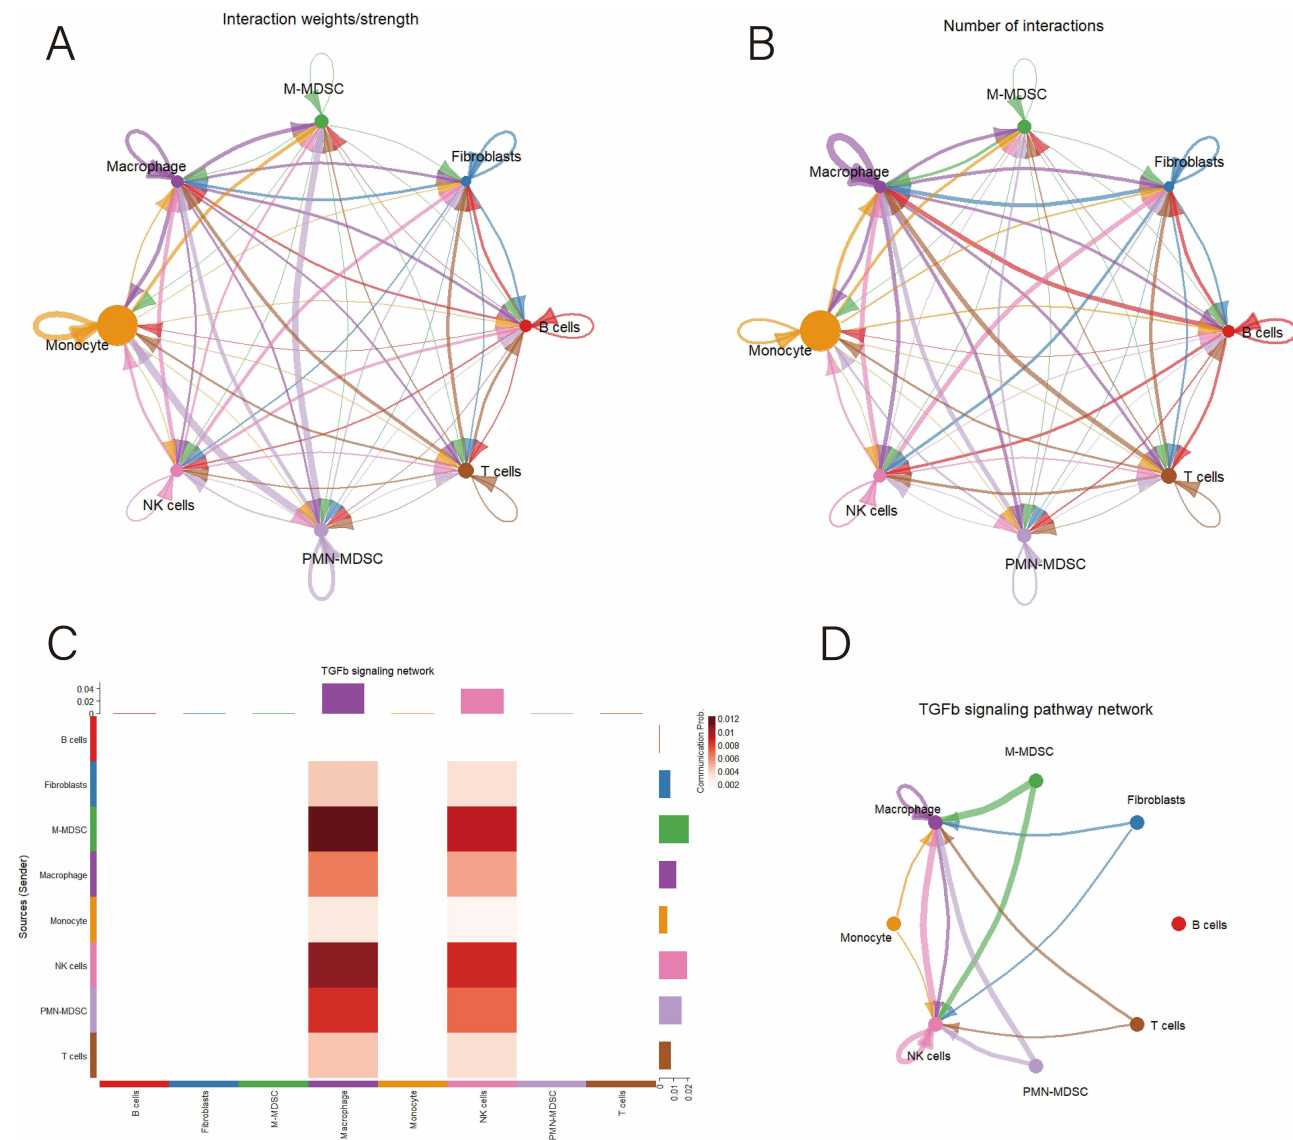 A
Interaction weights/strength
M-MDSC
Fibroblasts
Macrophage
B cells
Monocyte
T cells
NK cells
PMN-MDSC
B
Number of interactions
M-MDSC
Fibroblasts
Macrophage
B cells
Monocyte
T cells
NK cells
PMN-MDSC
C
TGFb signaling network
0.04
0.02
0
B cells
Fibroblasts
M-MDSC
Macrophage
Monocyte
NK cells
PMN-MDSC
T cells
Sources (Sender)
B cells
Fibroblasts
M-MDSC
Macrophage
Monocyte
NK cells
PMN-MDSC
T cells
0
0.01
0.02
Communication Prob.
0.012
0.01
0.008
0.006
0.004
0.002
D
TGFb signaling pathway network
M-MDSC
Fibroblasts
Macrophage
B cells
Monocyte
T cells
NK cells
PMN-MDSC